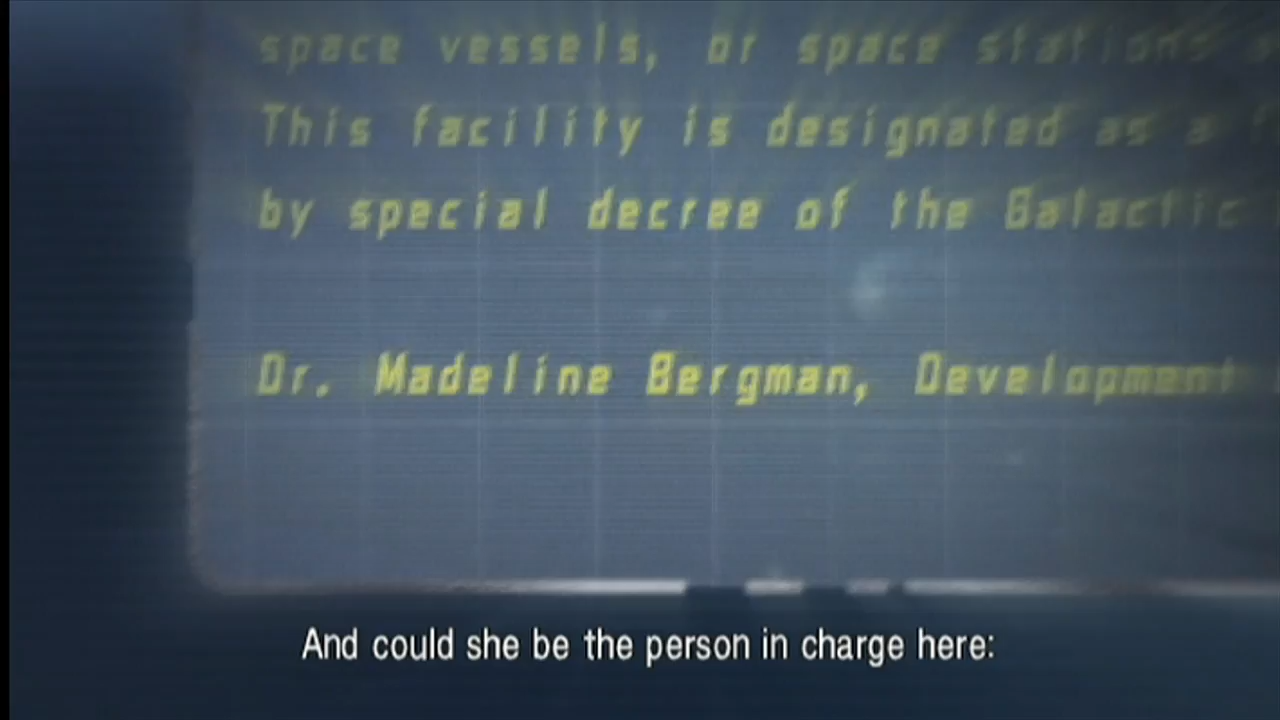 space vessels, or space stations
This facility is designated as a
by special decree of the Galactic
Dr. Madeline Bergman, Development
And could she be the person in charge here: